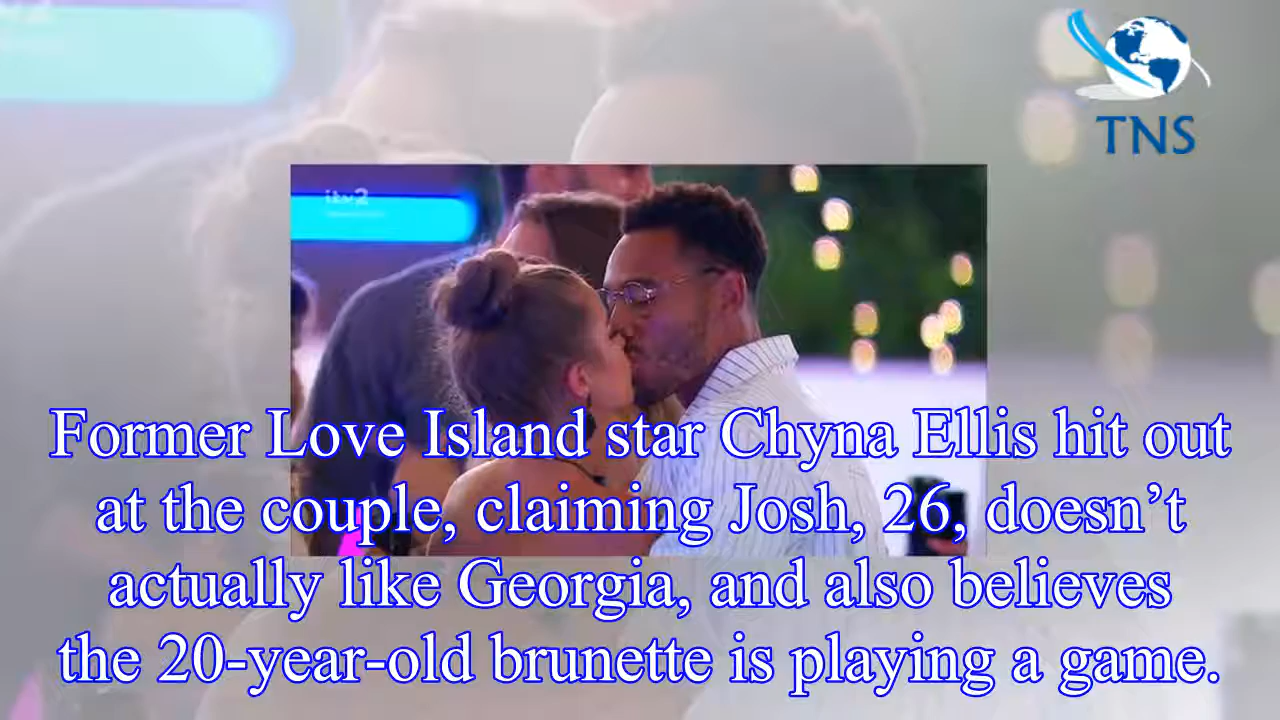 TNS
itv2
Former Love Island star Chyna Ellis hit out
at the couple, claiming Josh, 26, doesn’t
actually like Georgia, and also believes
the 20-year-old brunette is playing a game.